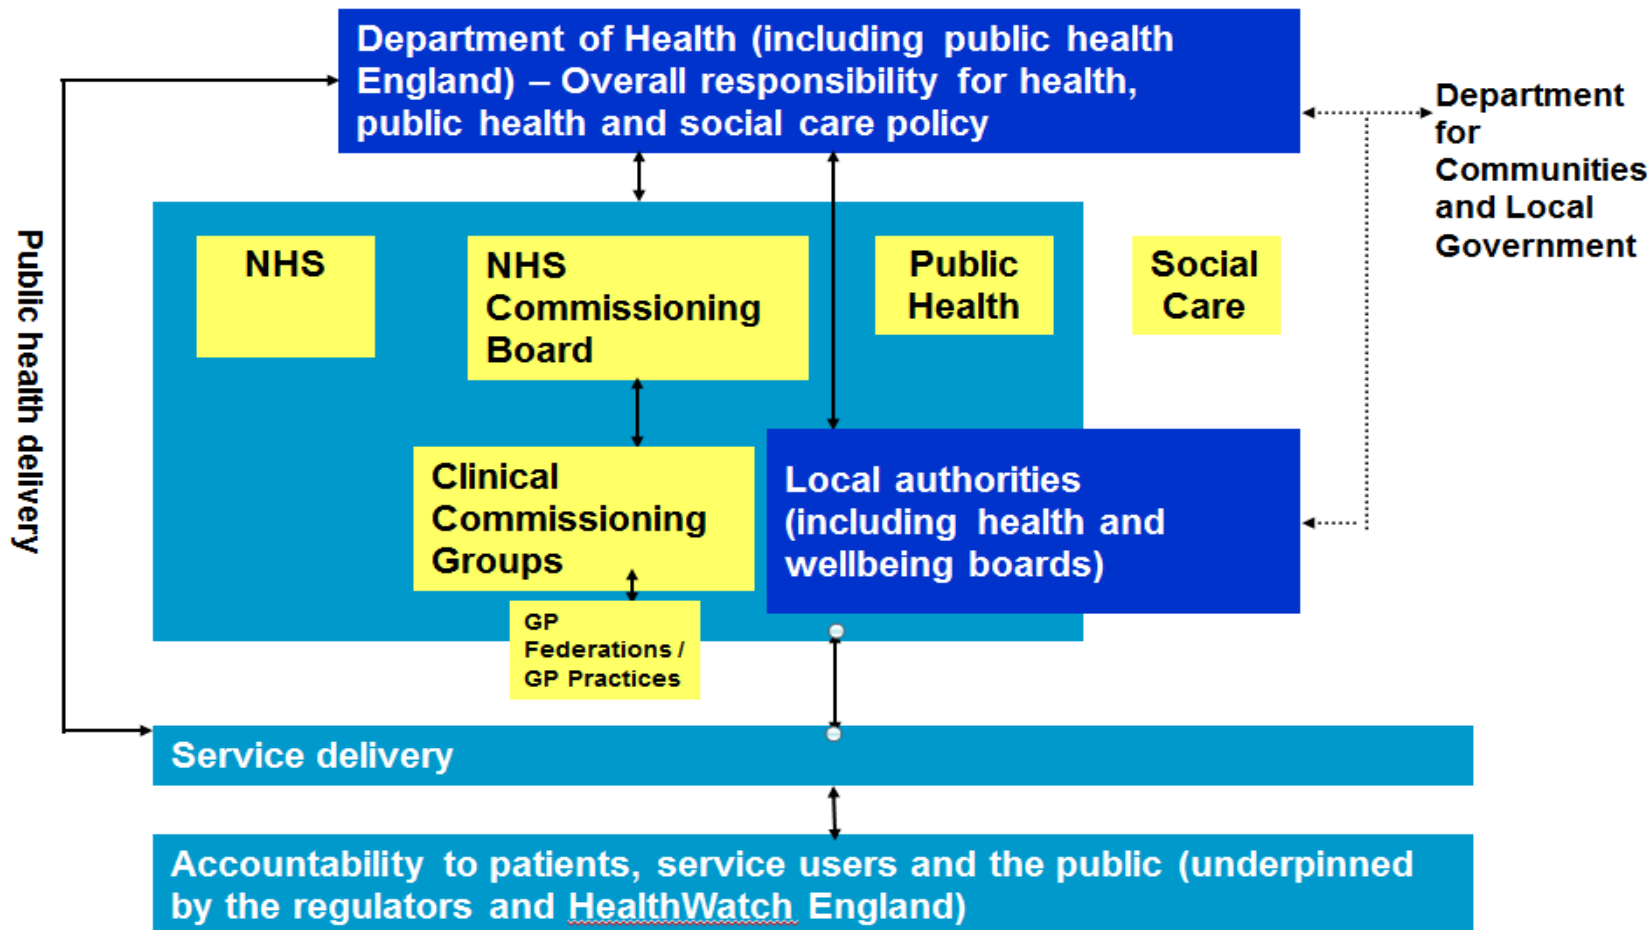 Department of Health (including public health
England) – Overall responsibility for health,
public health and social care policy
Department
for
Communities
and Local
Government
Public health delivery
NHS
NHS
Commissioning
Board
Public
Health
Social
Care
Clinical
Commissioning
Groups
Local authorities
(including health and
wellbeing boards)
GP
Federations /
GP Practices
Service delivery
Accountability to patients, service users and the public (underpinned
by the regulators and HealthWatch England)